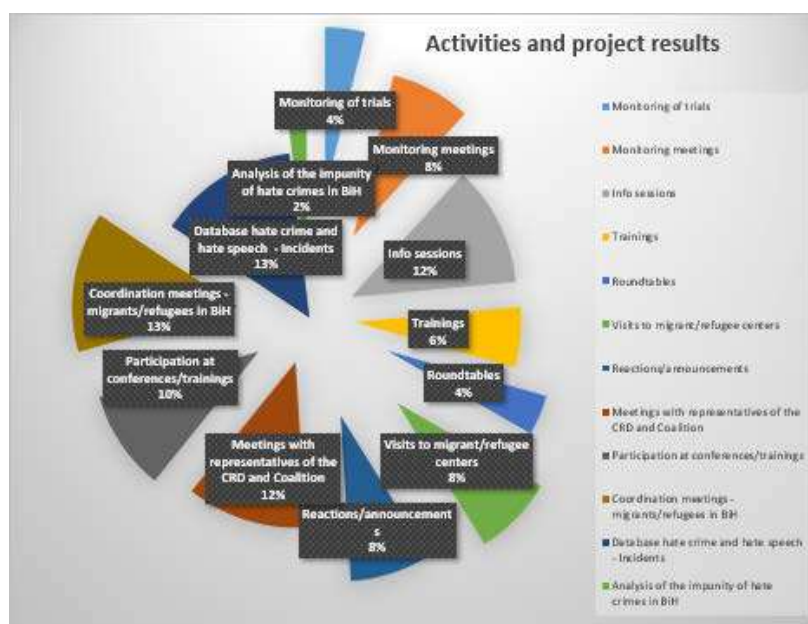 Activities and project results
Monitoring of trials
4%
Monitoring meetings
8%
Analysis of the impunity
of hate crimes in BiH
2%
Database hate crime and
hate speech - Incidents
13%
Info sessions
12%
Coordination meetings -
migrants/refugees in BiH
13%
Trainings
6%
Participation at
conferences/trainings
10%
Roundtables
4%
Meetings with
representatives of the
CRD and Coalition
12%
Visits to migrant/refugee
centers
8%
Reactions/announcement
s
8%
Monitoring of trials
Monitoring meetings
Info sessions
Trainings
Roundtables
Visits to migrant/refugee centers
Reactions/announcements
Meetings with representatives of the
CRD and Coalition
Participation at conferences/trainings
Coordination meetings -
migrants/refugees in BiH
Database hate crime and hate speech
- Incidents
Analysis of the impunity of hate
crimes in BiH